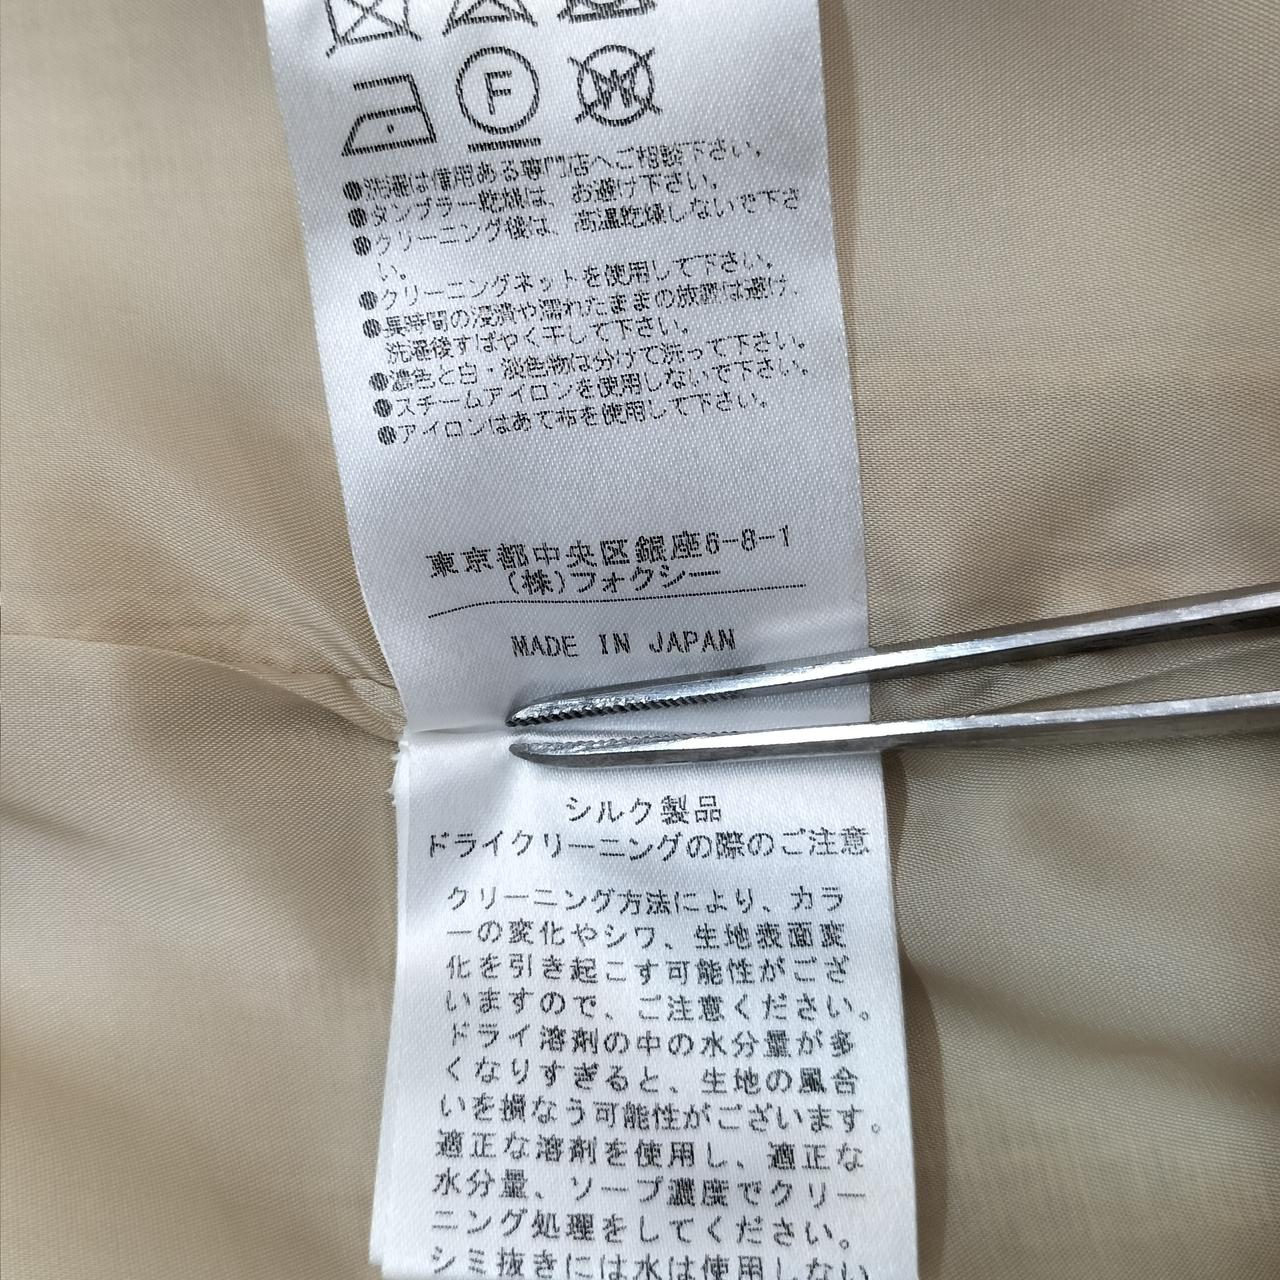 F
W
●洗濯は信用ある専門店へご相談下さい。
●タンブラー乾燥は、お避け下さい。
●クリーニング後は、高温乾燥しないで下さ
い。
●クリーニングネットを使用して下さい。
●長時間の浸漬や濡れたままの放置は避け、
洗濯後すばやく干して下さい。
●濃色と白・淡色物は分けて洗って下さい。
●スチームアイロンを使用しないで下さい。
●アイロンはあて布を使用して下さい。
東京都中央区銀座6-8-1
(株)フォクシー
MADE IN JAPAN
シルク製品
ドライクリーニングの際のご注意
クリーニング方法により、カラ
ーの変化やシワ、生地表面変
化を引き起こす可能性がござ
いますので、ご注意ください。
ドライ溶剤の中の水分量が多
くなりすぎると、生地の風合
いを損なう可能性がございます。
適正な溶剤を使用し、適正な
水分量、ソープ濃度でクリー
ニング処理をしてください。
シミ抜きには水は使用しない